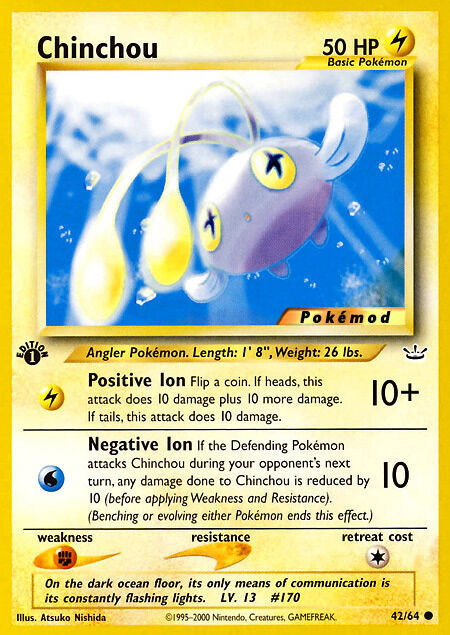 Chinchou
50 HP
Basic Pokémon
Pokémod
EDITION
1
Angler Pokémon. Length: 1' 8", Weight: 26 lbs.
Positive Ion Flip a coin. If heads, this
attack does 10 damage plus 10 more damage.
If tails, this attack does 10 damage.
10+
Negative Ion If the Defending Pokémon
attacks Chinchou during your opponent's next
turn, any damage done to Chinchou is reduced by
10 (before applying Weakness and Resistance).
(Benching or evolving either Pokémon ends this effect.)
10
weakness
resistance
retreat cost
On the dark ocean floor, its only means of communication is
its constantly flashing lights. LV. 13 #170
Illus. Atsuko Nishida
©1995-2000 Nintendo, Creatures, GAMEFREAK.
42/64